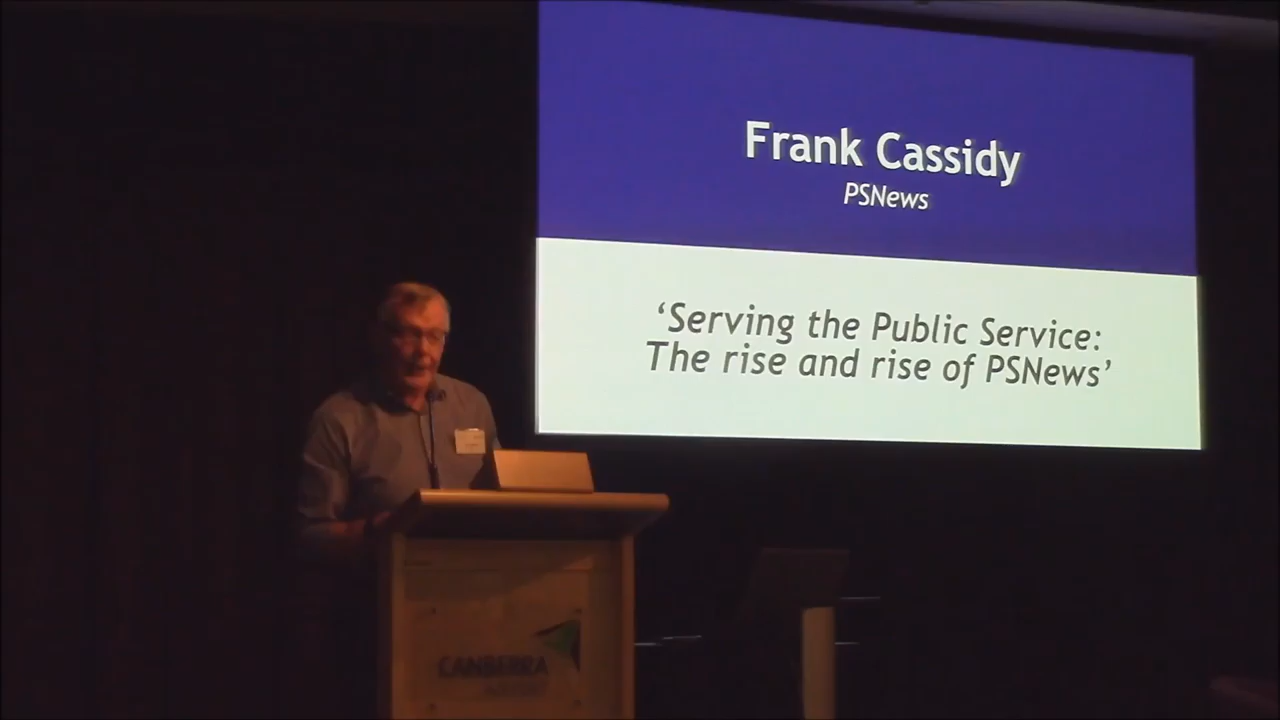 Frank Cassidy
PSNews
‘Serving the Public Service:
The rise and rise of PSNews’
CANBERRA